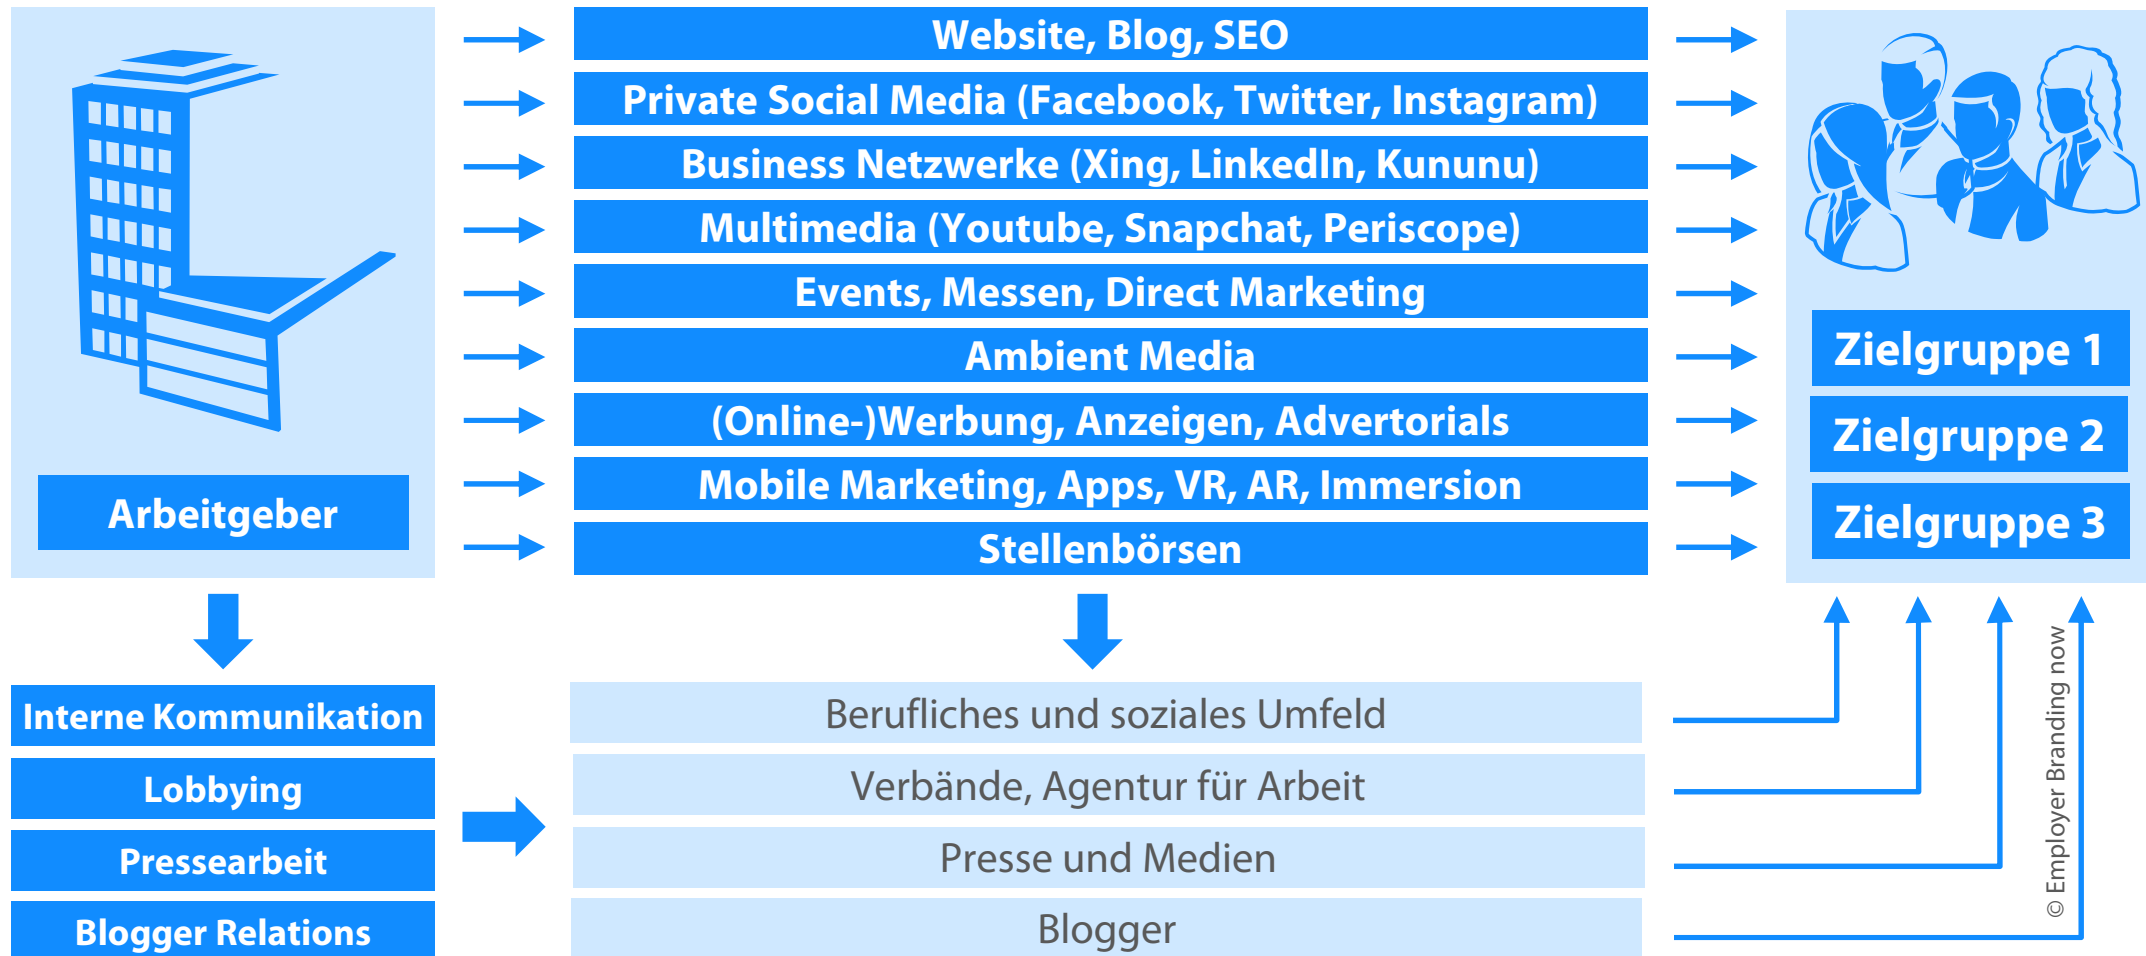 Website, Blog, SEO
Private Social Media (Facebook, Twitter, Instagram)
Business Netzwerke (Xing, LinkedIn, Kununu)
Multimedia (Youtube, Snapchat, Periscope)
Events, Messen, Direct Marketing
Ambient Media
(Online-)Werbung, Anzeigen, Advertorials
Mobile Marketing, Apps, VR, AR, Immersion
Stellenbörsen
Arbeitgeber
Zielgruppe 1
Zielgruppe 2
Zielgruppe 3
Interne Kommunikation
Lobbying
Pressearbeit
Blogger Relations
Berufliches und soziales Umfeld
Verbände, Agentur für Arbeit
Presse und Medien
Blogger
© Employer Branding now